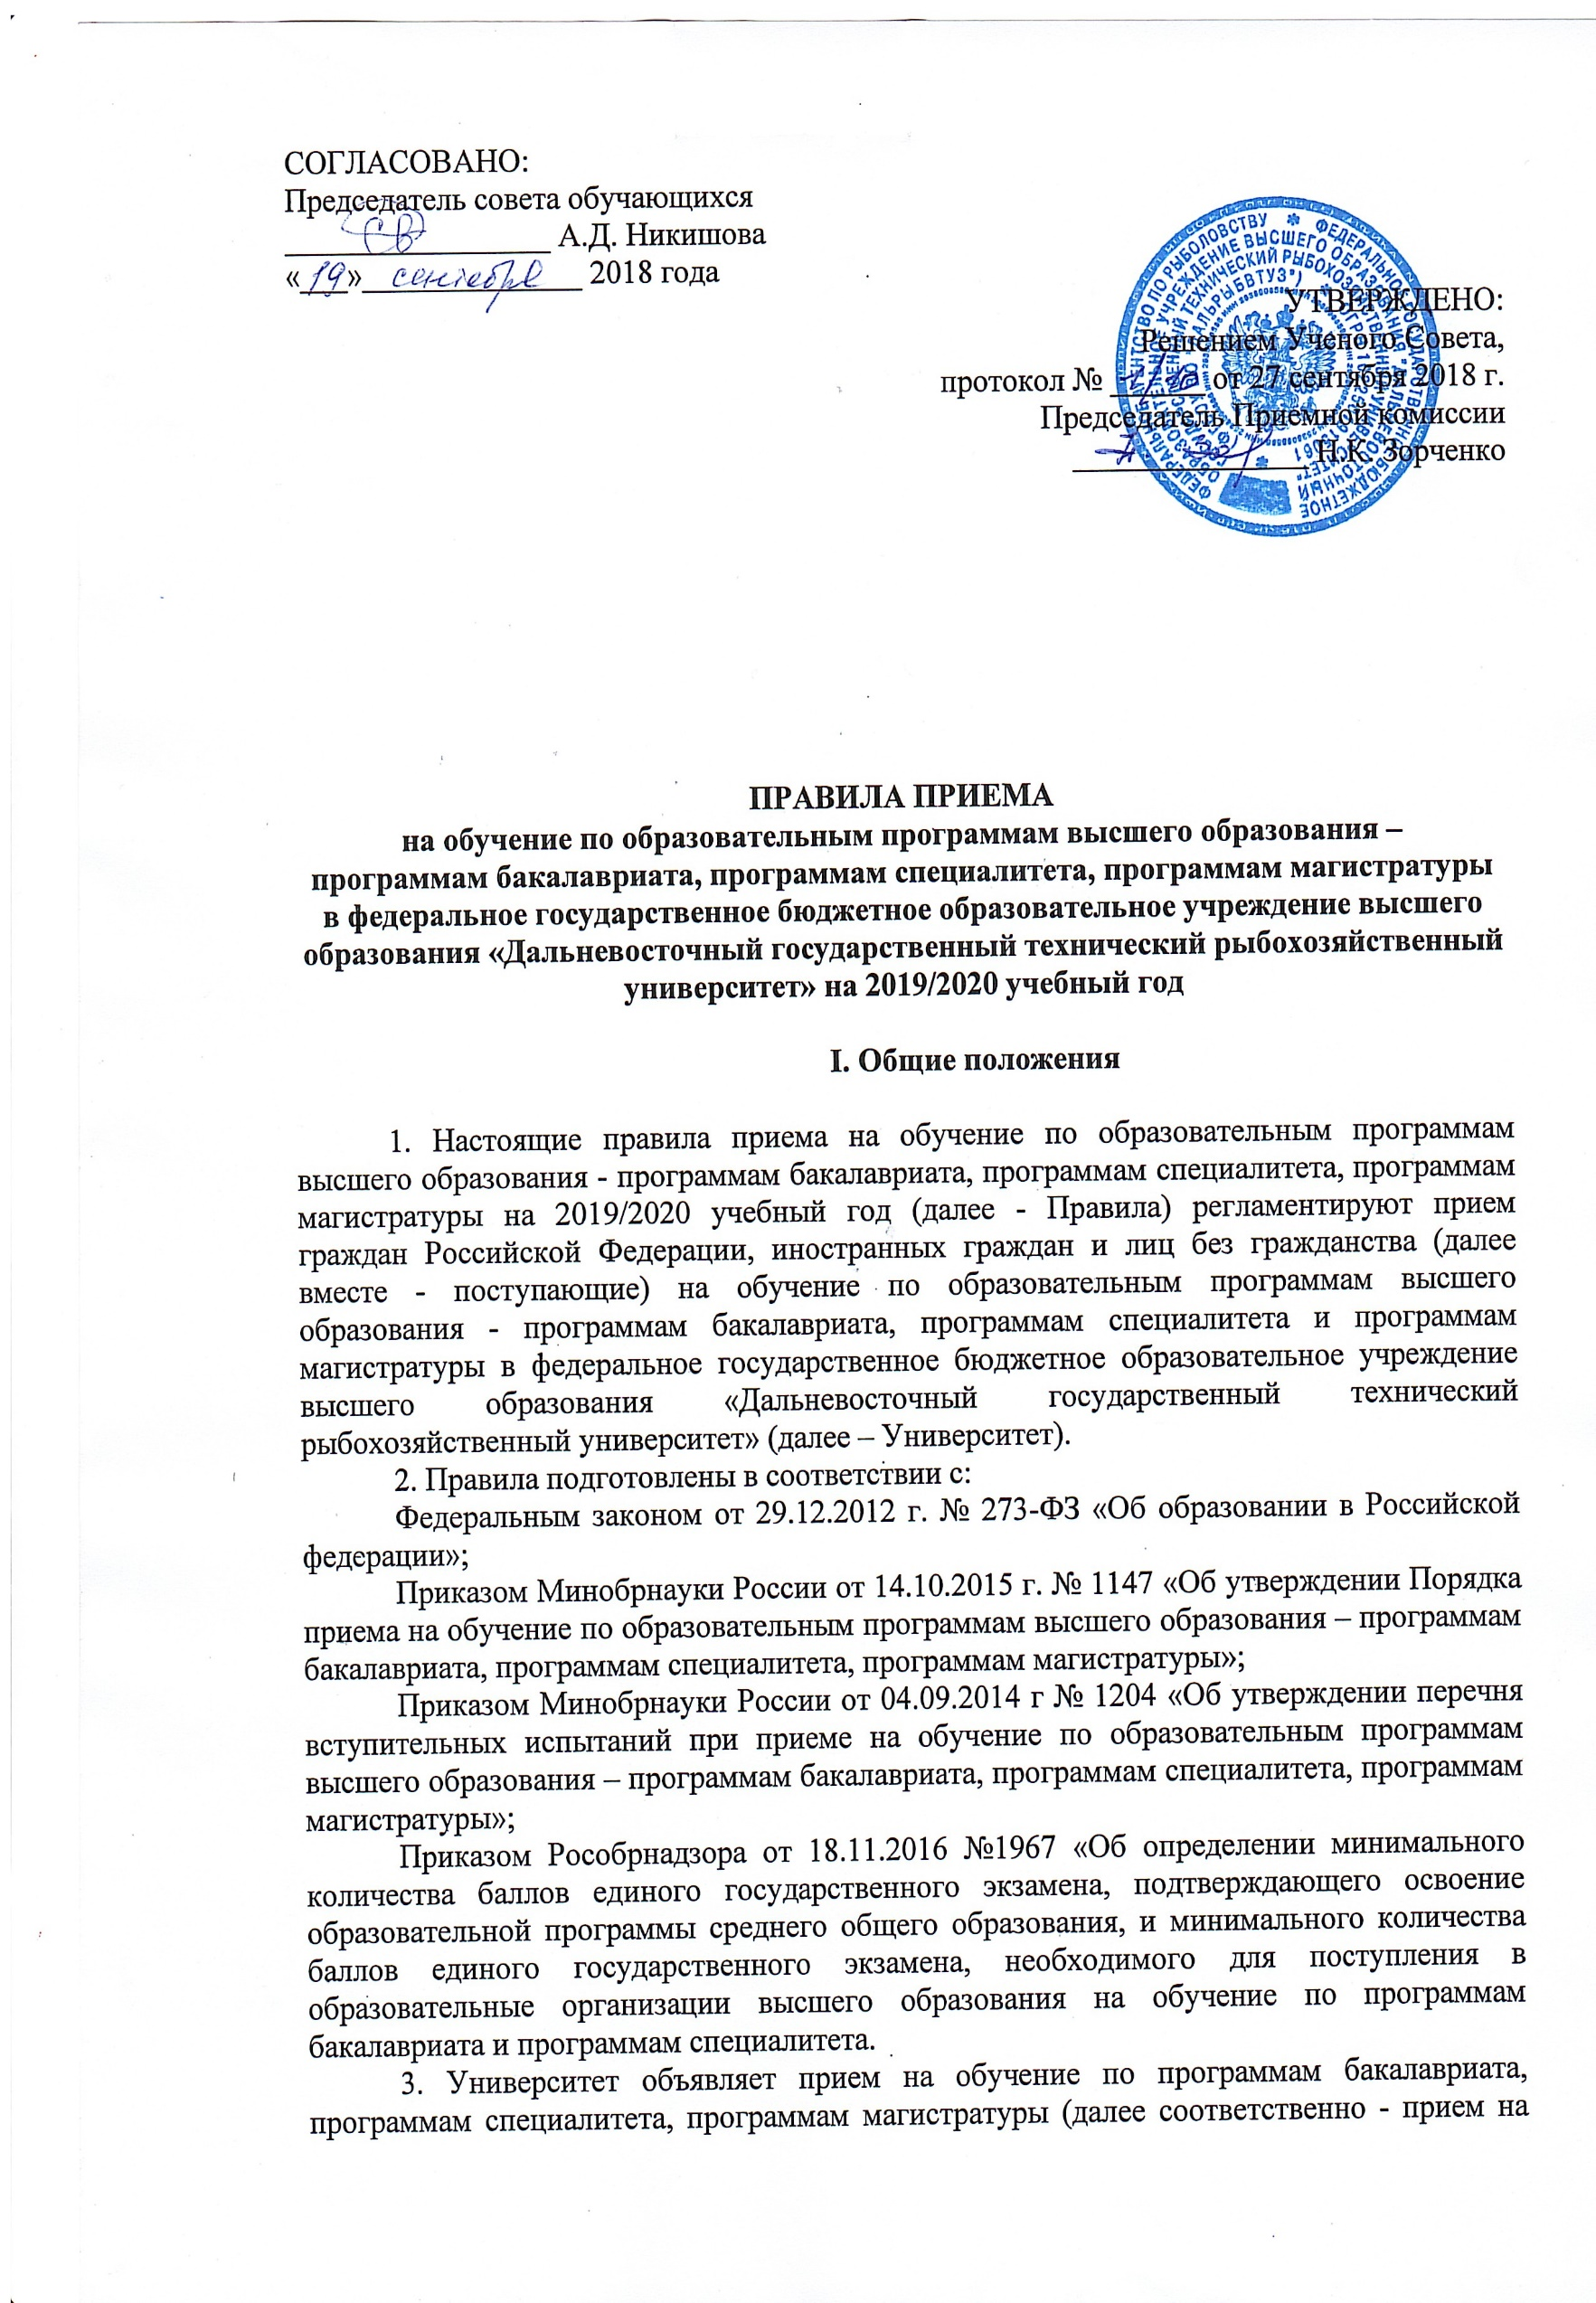 СОГЛАСОВАНО:
Председатель совета обучающихся
А.Д. Никишова
«19» сентября 2018 года
УТВЕРЖДЕНО:
Решением Ученого Совета,
протокол № от 27 сентября 2018 г.
Председатель Приемной комиссии
Н.К. Зорченко
ПРАВИЛА ПРИЕМА
на обучение по образовательным программам высшего образования –
программам бакалавриата, программам специалитета, программам магистратуры
в федеральное государственное бюджетное образовательное учреждение высшего
образования «Дальневосточный государственный технический рыбохозяйственный
университет» на 2019/2020 учебный год
I. Общие положения
1. Настоящие правила приема на обучение по образовательным программам
высшего образования - программам бакалавриата, программам специалитета, программам
магистратуры на 2019/2020 учебный год (далее - Правила) регламентируют прием
граждан Российской Федерации, иностранных граждан и лиц без гражданства (далее
вместе - поступающие) на обучение по образовательным программам высшего
образования - программам бакалавриата, программам специалитета и программам
магистратуры в федеральное государственное бюджетное образовательное учреждение
высшего образования «Дальневосточный государственный технический
рыбохозяйственный университет» (далее – Университет).
2. Правила подготовлены в соответствии с:
Федеральным законом от 29.12.2012 г. № 273-ФЗ «Об образовании в Российской
федерации»;
Приказом Минобрнауки России от 14.10.2015 г. № 1147 «Об утверждении Порядка
приема на обучение по образовательным программам высшего образования – программам
бакалавриата, программам специалитета, программам магистратуры»;
Приказом Минобрнауки России от 04.09.2014 г № 1204 «Об утверждении перечня
вступительных испытаний при приеме на обучение по образовательным программам
высшего образования – программам бакалавриата, программам специалитета, программам
магистратуры»;
Приказом Рособрнадзора от 18.11.2016 №1967 «Об определении минимального
количества баллов единого государственного экзамена, подтверждающего освоение
образовательной программы среднего общего образования, и минимального количества
баллов единого государственного экзамена, необходимого для поступления в
образовательные организации высшего образования на обучение по программам
бакалавриата и программам специалитета.
3. Университет объявляет прием на обучение по программам бакалавриата,
программам специалитета, программам магистратуры (далее соответственно - прием на